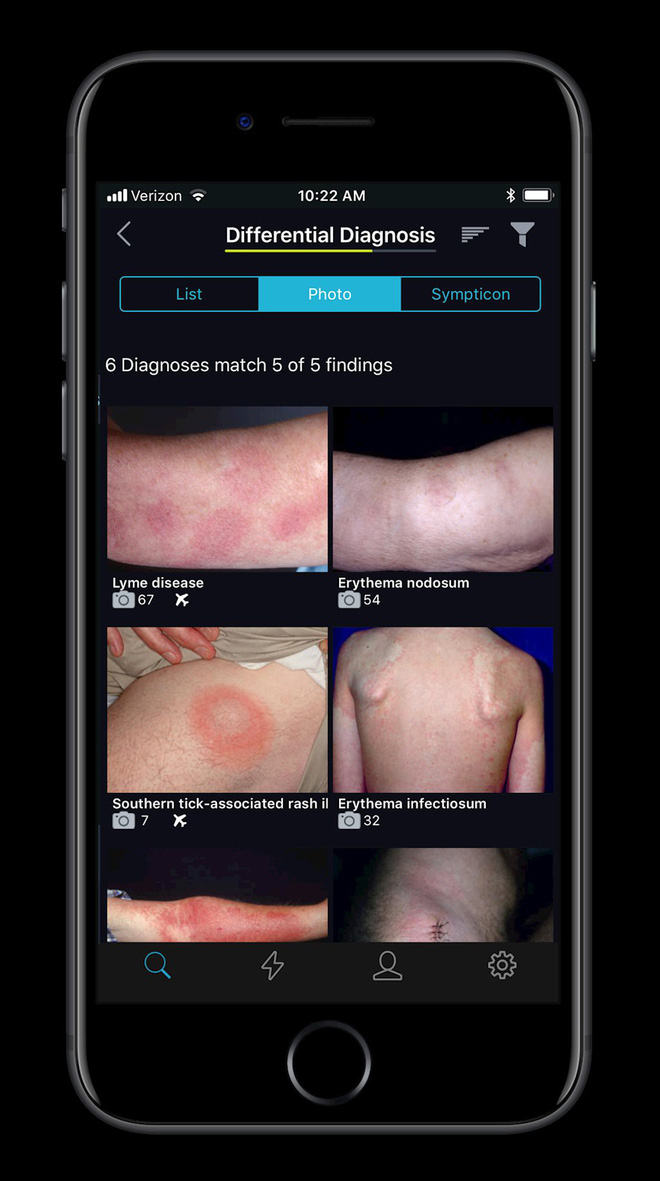 Verizon 10:22 AM
Differential Diagnosis
List Photo Sympticon
6 Diagnoses match 5 of 5 findings
Lyme disease
67
Erythema nodosum
54
Southern tick-associated rash il
7
Erythema infectiosum
32